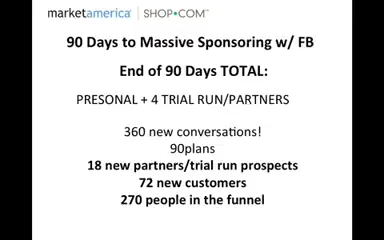 marketamerica | SHOP•COM™
90 Days to Massive Sponsoring w/ FB
End of 90 Days TOTAL:
PRESONAL + 4 TRIAL RUN/PARTNERS
360 new conversations!
90plans
18 new partners/trial run prospects
72 new customers
270 people in the funnel